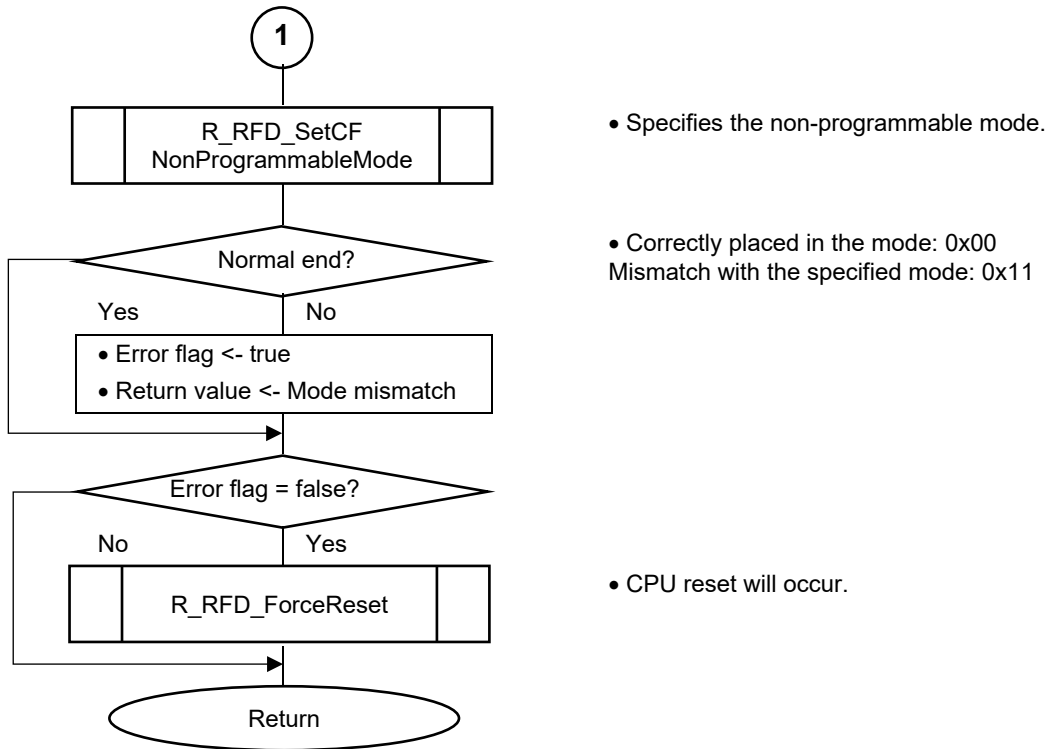 1
R_RFD_SetCF
NonProgrammableMode
• Specifies the non-programmable mode.
Normal end?
• Correctly placed in the mode: 0x00
Mismatch with the specified mode: 0x11
Yes
No
• Error flag <- true
• Return value <- Mode mismatch
Error flag = false?
No
Yes
R_RFD_ForceReset
• CPU reset will occur.
Return